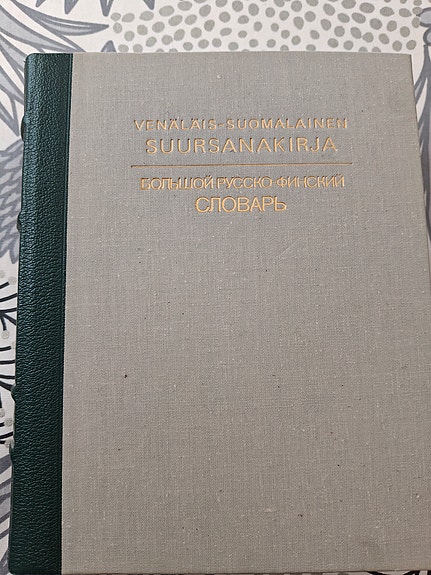 VENÄLÄIS-SUOMALAINEN
SUURSANAKIRJA
БОЛЬШОЙ РУССКО-ФИНСКИЙ
СЛОВАРЬ